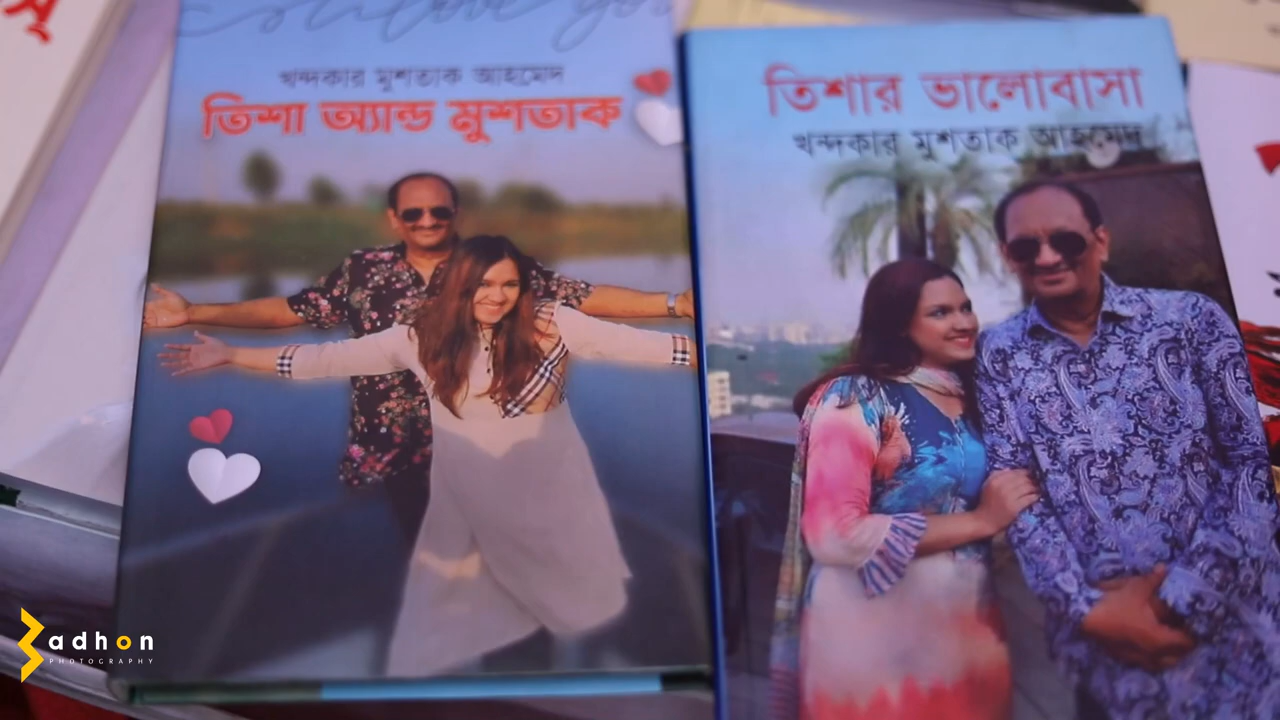 খন্দকার মুশতাক আহমেদ
তিশা অ্যান্ড মুশতাক
তিশার ভালোবাসা
খন্দকার মুশতাক আহমেদ
adhon
PHOTOGRAPHY